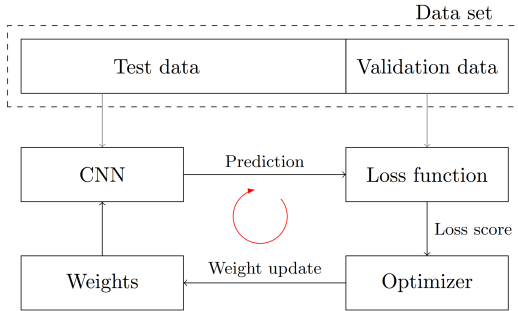 Data set
Test data
Validation data
CNN
Prediction
Loss function
Loss score
Weights
Weight update
Optimizer